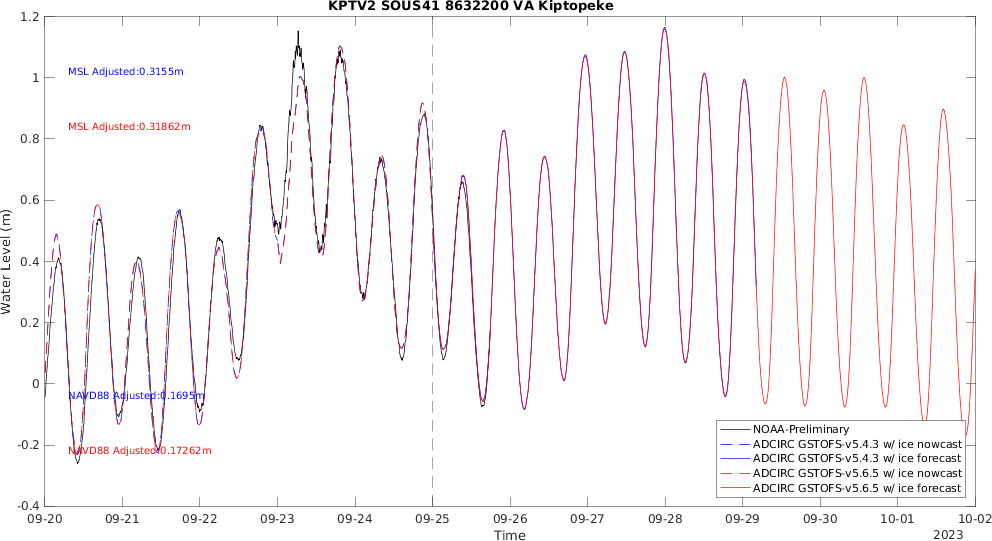 KPTV2 SOUS41 8632200 VA Kiptopeke
1.2
1
0.8
0.6
0.4
0.2
0
-0.2
-0.4
Water Level (m)
MSL Adjusted:0.3155m
MSL Adjusted:0.31862m
NAVD88 Adjusted:0.1695m
NAVD88 Adjusted:0.17262m
NOAA-Preliminary
ADCIRC GSTOFS-v5.4.3 w/ ice nowcast
ADCIRC GSTOFS-v5.4.3 w/ ice forecast
ADCIRC GSTOFS-v5.6.5 w/ ice nowcast
ADCIRC GSTOFS-v5.6.5 w/ ice forecast
09-20 09-21 09-22 09-23 09-24 09-25 09-26 09-27 09-28 09-29 09-30 10-01 10-02
Time
2023